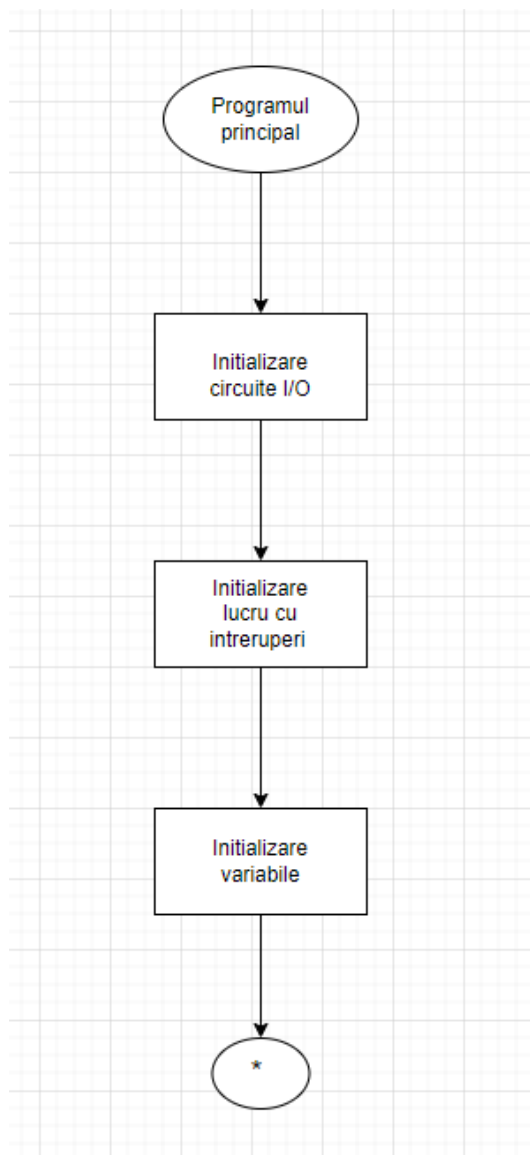 Programul
principal
Initializare
circuite I/O
Initializare
lucru cu
intreruperi
Initializare
variabile
*